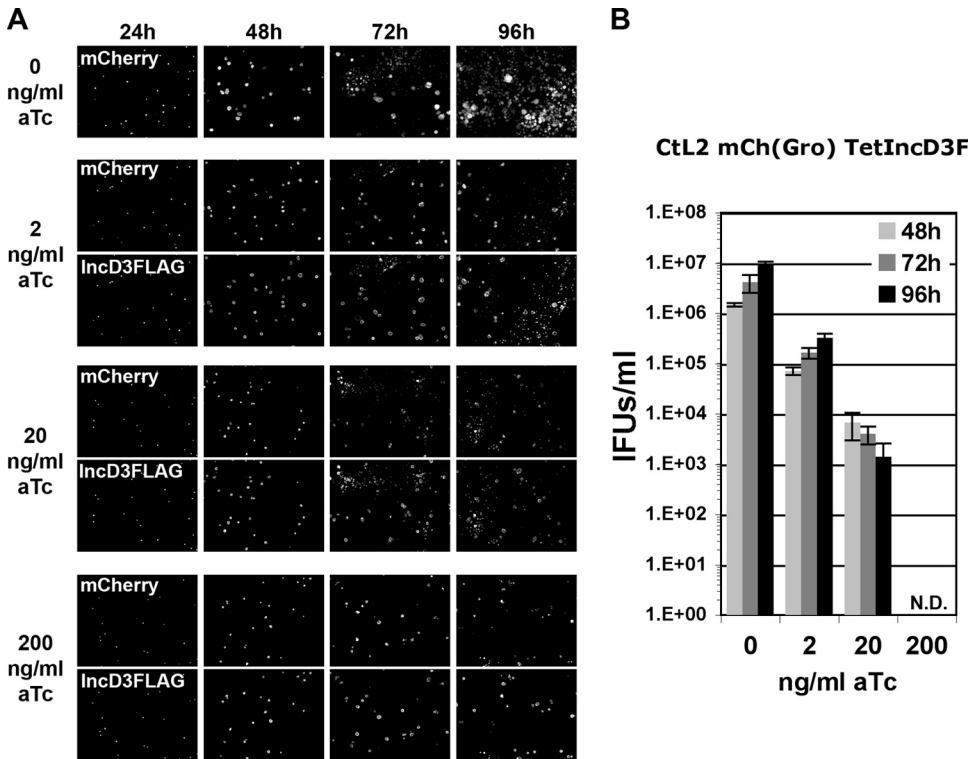 A
24h 48h 72h 96h
0
ng/ml
aTc
mCherry
2
ng/ml
aTc
mCherry
IncD3FLAG
20
ng/ml
aTc
mCherry
IncD3FLAG
200
ng/ml
aTc
mCherry
IncD3FLAG
B
CtL2 mCh(Gro) TetIncD3F
IFUs/ml
1.E+08
1.E+07
1.E+06
1.E+05
1.E+04
1.E+03
1.E+02
1.E+01
1.E+00
48h
72h
96h
N.D.
0 2 20 200
ng/ml aTc